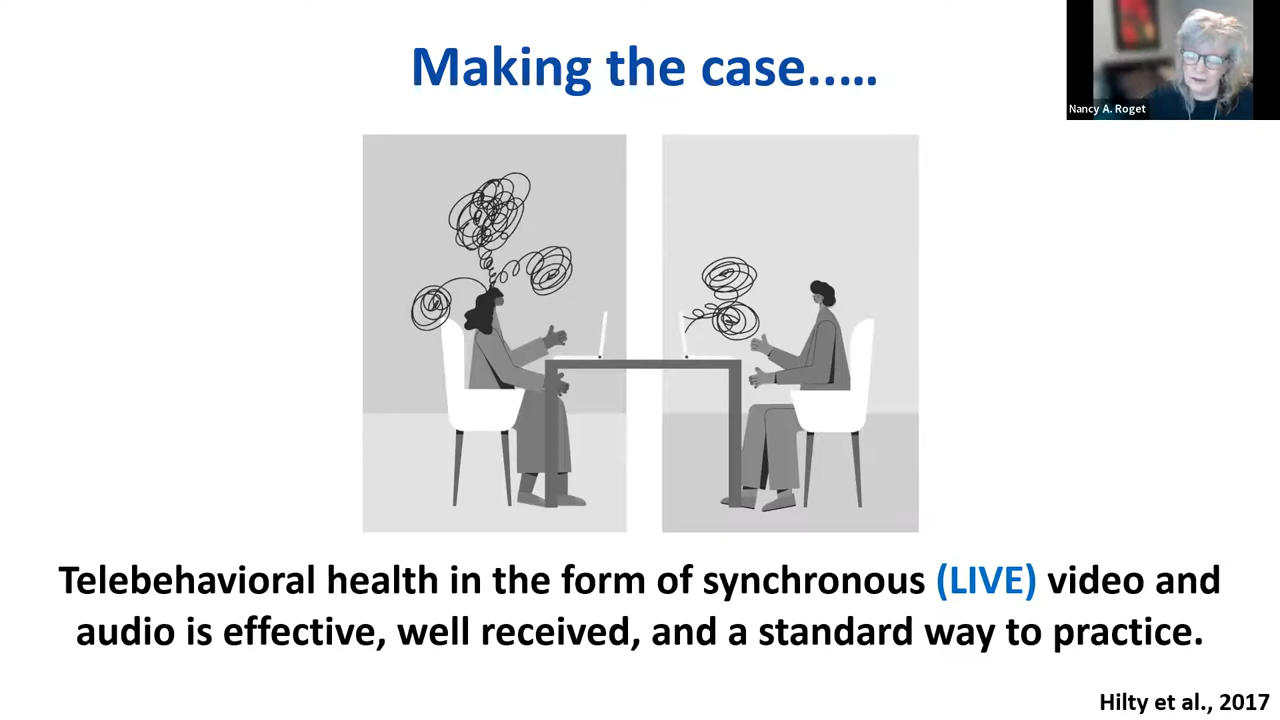 Making the case.....
Nancy A. Roget
Telebehavioral health in the form of synchronous (LIVE) video and
audio is effective, well received, and a standard way to practice.
Hilty et al., 2017